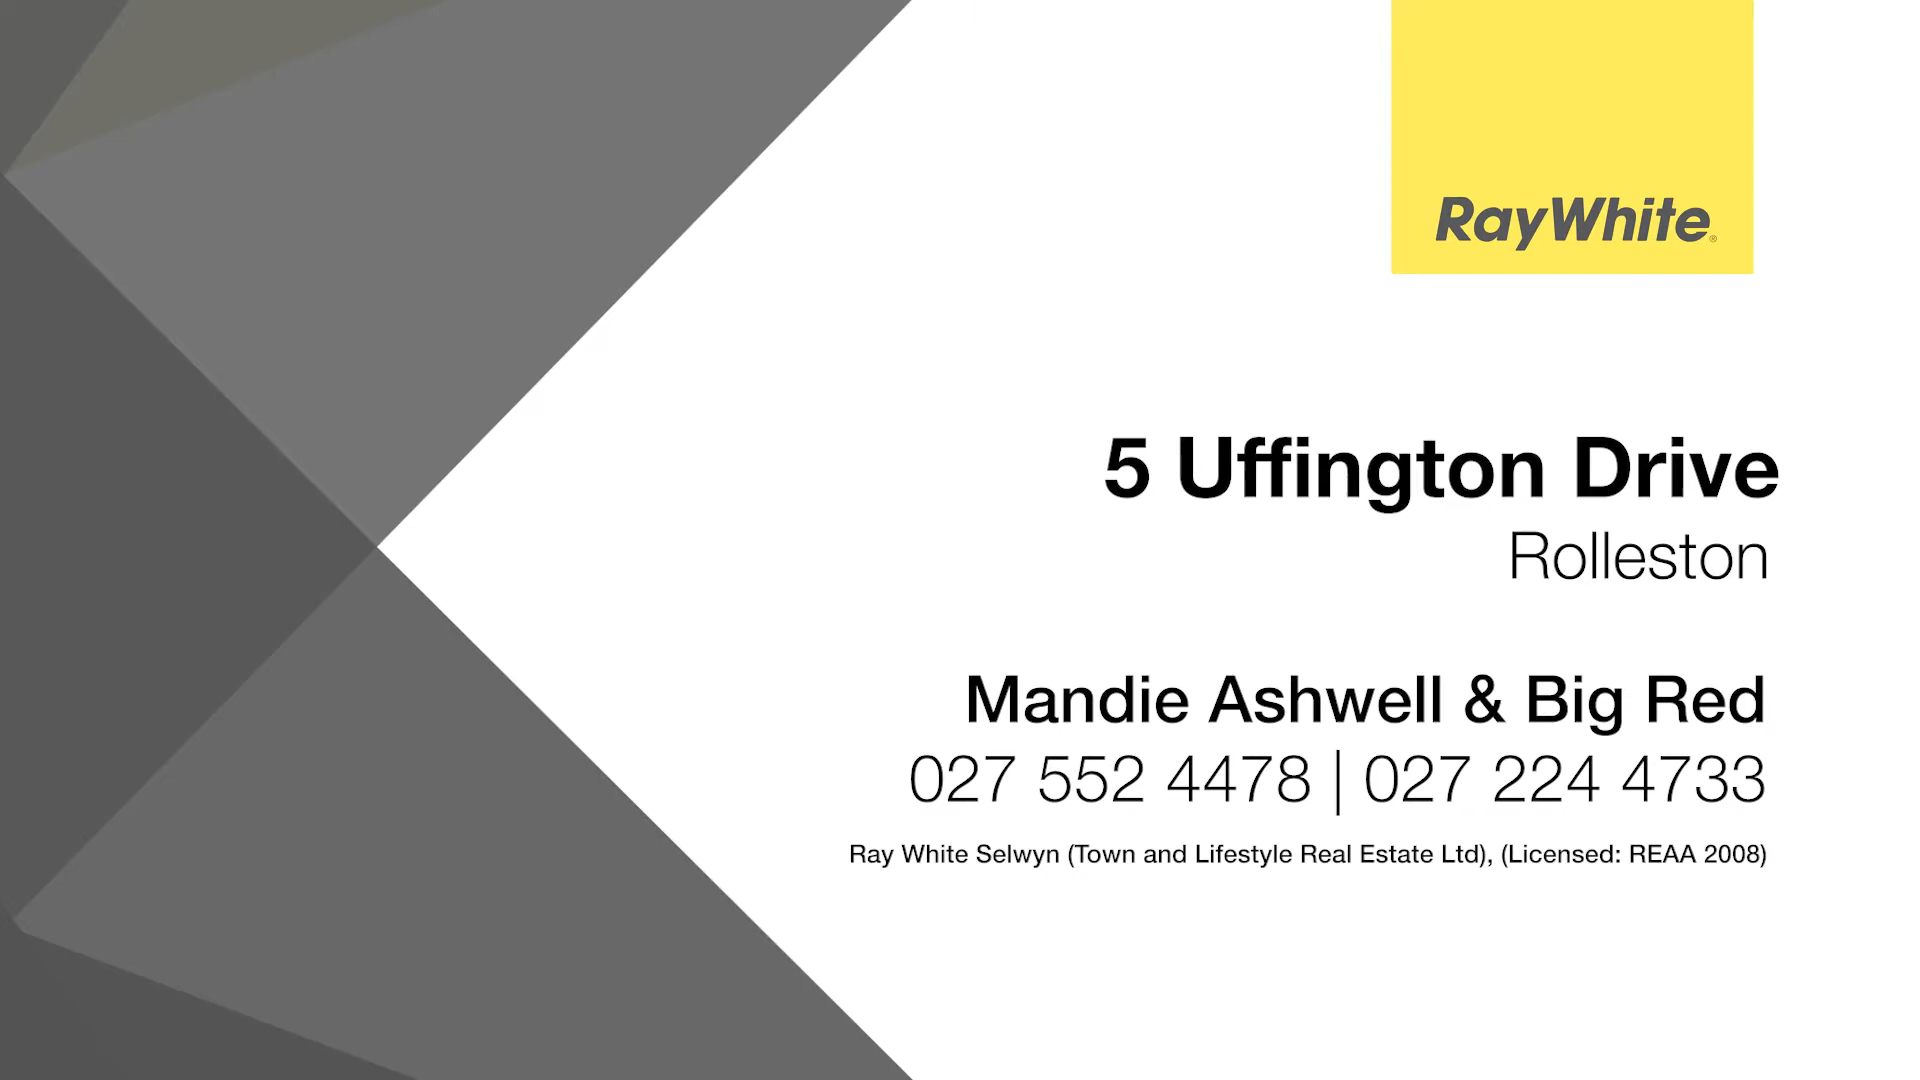 RayWhite®
5 Uffington Drive
Rolleston
Mandie Ashwell & Big Red
027 552 4478 | 027 224 4733
Ray White Selwyn (Town and Lifestyle Real Estate Ltd), (Licensed: REAA 2008)